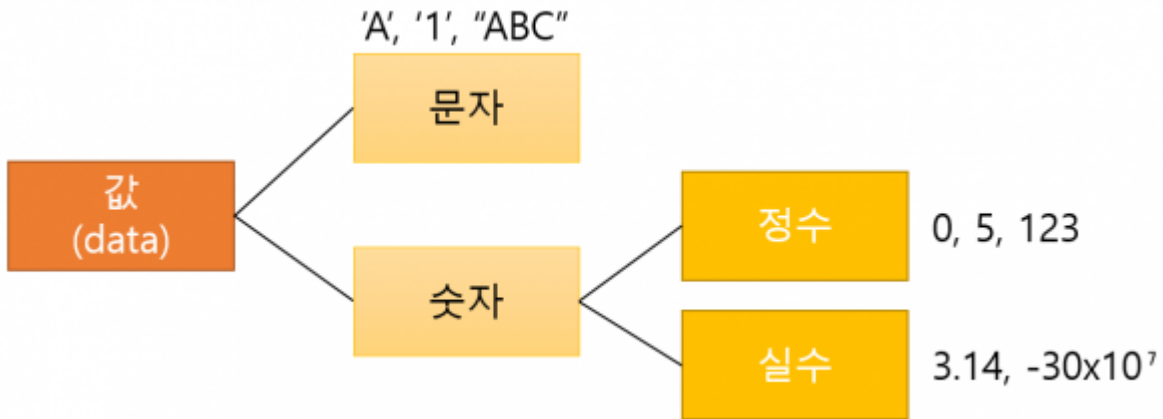 ‘A’, ‘1’, “ABC”
문자
값
(data)
정수
0, 5, 123
숫자
실수
3.14, -30x10⁷